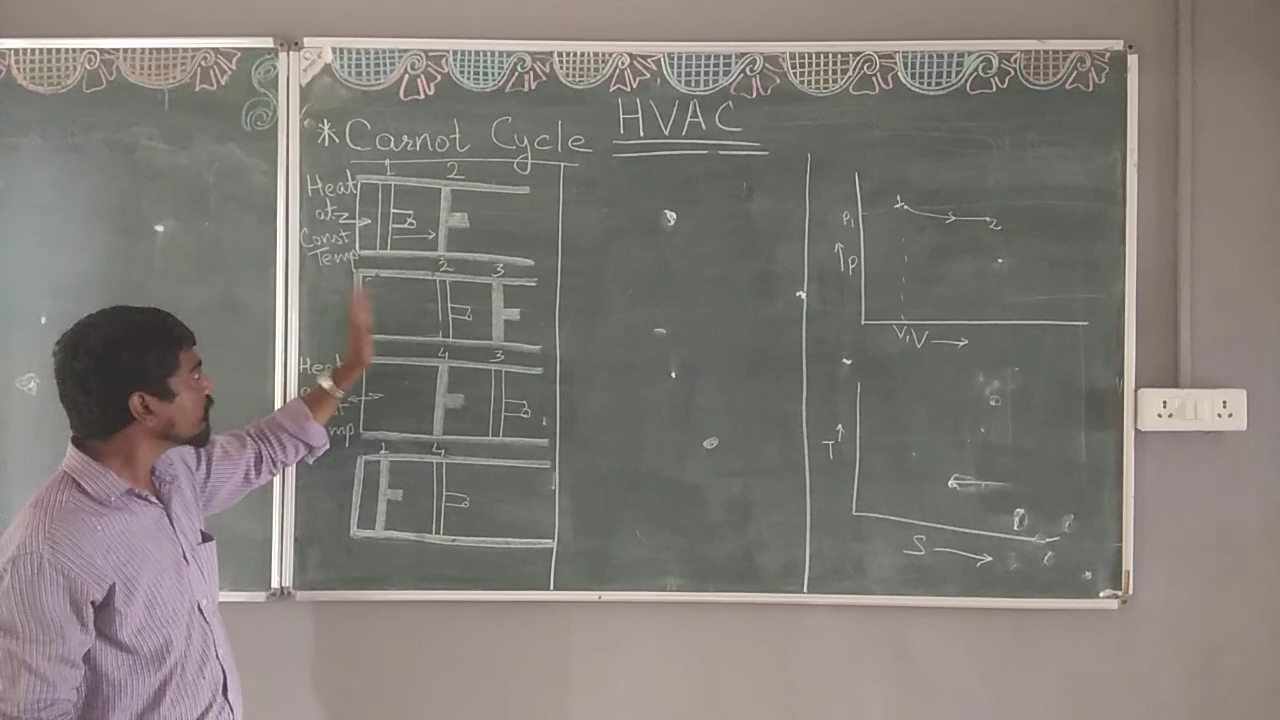 HVAC
*Carnot Cycle
1 2
Heat
at
Const
Temp
2 3
4 3
Heat
mp
1 4
P1
1 2
↑P
V1 V →
T↑
S →